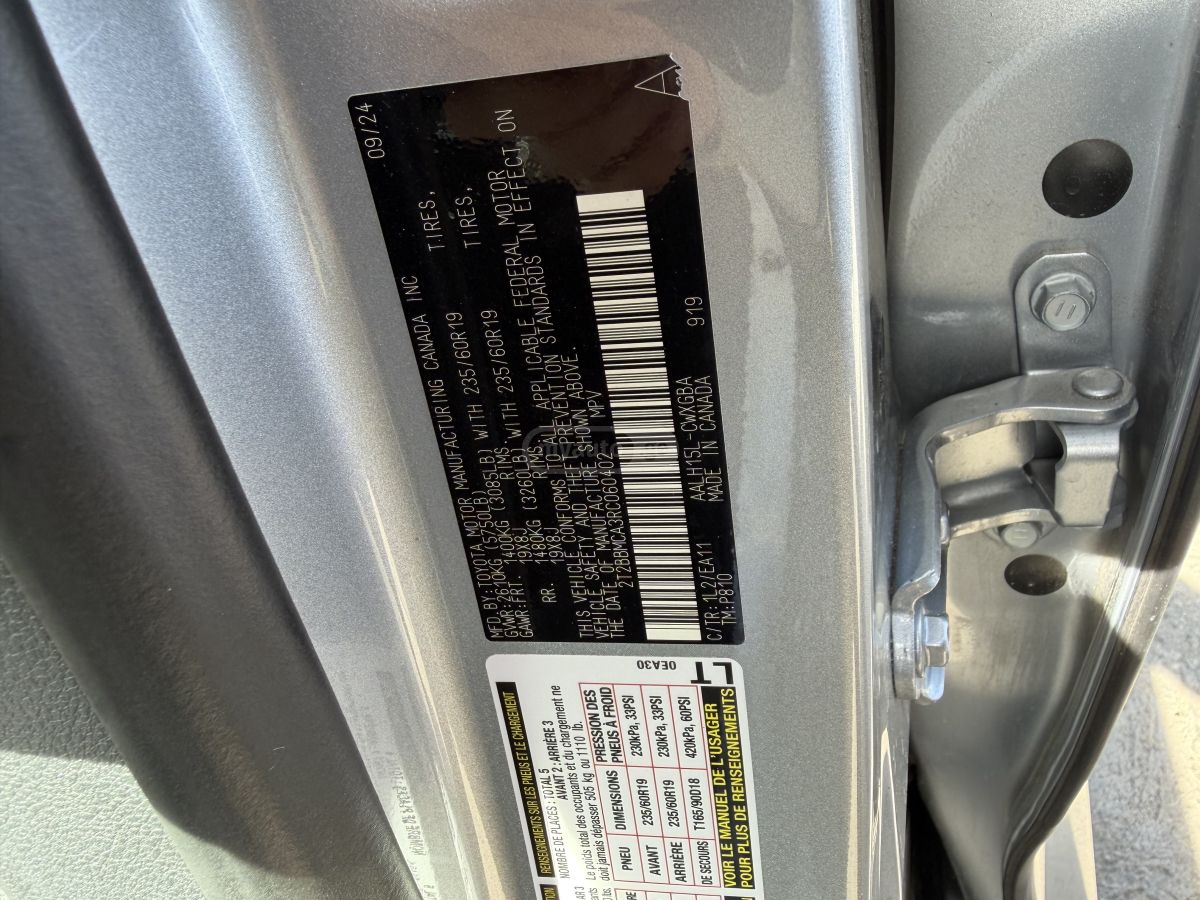 09/24
MFD.BY:TOYOTA MOTOR MANUFACTURING CANADA INC
GVWR:2610KG (5750LB)
GAWR:FRT 1400KG (3085LB) WITH 235/60R19 TIRES,
19X8J RIMS
RR. 1480KG (3260LB) WITH 235/60R19 TIRES,
19X8J RIMS
THIS VEHICLE CONFORMS TO ALL APPLICABLE FEDERAL MOTOR
VEHICLE SAFETY AND THEFT PREVENTION STANDARDS IN EFFECT ON
THE DATE OF MANUFACTURE SHOWN ABOVE.
2T2BBMCA3RC060402 MPV
C/TR:1L2/EA11 AALH15L-CWXGBA 919
TM:P810 MADE IN CANADA
A
RENSEIGNEMENTS SUR LES PNEUS ET LE CHARGEMENT
NOMBRE DE PLACES : TOTAL 5
AVANT 2 : ARRIÈRE 3
Le poids total des occupants et du chargement ne
doit jamais dépasser 505 kg ou 1110 lb.
PNEU DIMENSIONS PRESSION DES PNEUS À FROID
AVANT 235/60R19 230kPa, 33PSI
ARRIÈRE 235/60R19 230kPa, 33PSI
DE SECOURS T165/90D18 420kPa, 60PSI
VOIR LE MANUEL DE L'USAGER
POUR PLUS DE RENSEIGNEMENTS
LT
0EA30